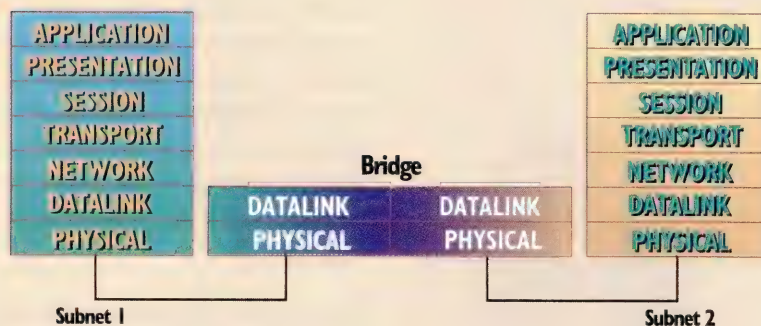 APPLICATION
PRESENTATION
SESSION
TRANSPORT
NETWORK
DATALINK
PHYSICAL
Subnet 1
Bridge
DATALINK DATALINK
PHYSICAL PHYSICAL
APPLICATION
PRESENTATION
SESSION
TRANSPORT
NETWORK
DATALINK
PHYSICAL
Subnet 2